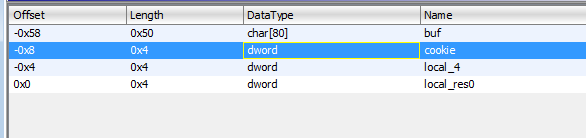 Offset Length DataType Name
-0x58 0x50 char[80] buf
-0x8 0x4 dword cookie
-0x4 0x4 dword local_4
0x0 0x4 dword local_res0